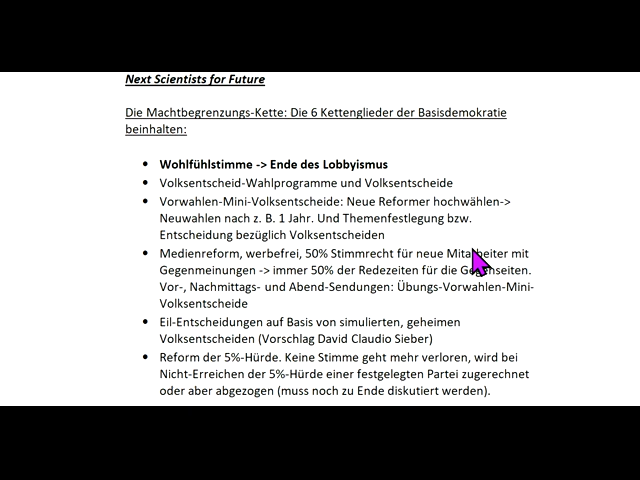 Next Scientists for Future
Die Machtbegrenzungs-Kette: Die 6 Kettenglieder der Basisdemokratie
beinhalten:
• Wohlfühlstimme -> Ende des Lobbyismus
• Volksentscheid-Wahlprogramme und Volksentscheide
• Vorwahlen-Mini-Volksentscheide: Neue Reformer hochwählen->
Neuwahlen nach z. B. 1 Jahr. Und Themenfestlegung bzw.
Entscheidung bezüglich Volksentscheiden
• Medienreform, werbefrei, 50% Stimmrecht für neue Mitarbeiter mit
Gegenmeinungen -> immer 50% der Redezeiten für die Gegenseiten.
Vor-, Nachmittags- und Abend-Sendungen: Übungs-Vorwahlen-Mini-
Volksentscheide
• Eil-Entscheidungen auf Basis von simulierten, geheimen
Volksentscheiden (Vorschlag David Claudio Sieber)
• Reform der 5%-Hürde. Keine Stimme geht mehr verloren, wird bei
Nicht-Erreichen der 5%-Hürde einer festgelegten Partei zugerechnet
oder aber abgezogen (muss noch zu Ende diskutiert werden).